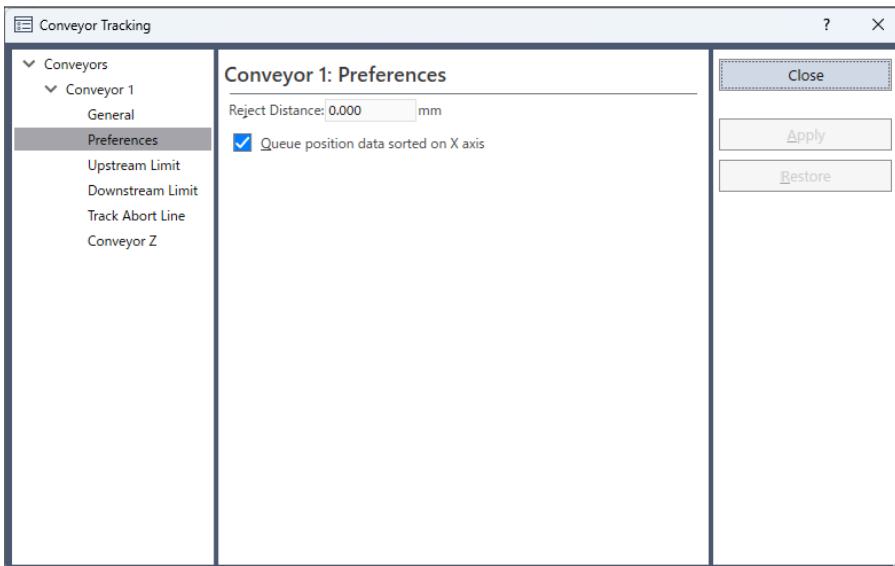 Conveyor Tracking
?
Conveyors
Conveyor 1
General
Preferences
Upstream Limit
Downstream Limit
Track Abort Line
Conveyor Z
Conveyor 1: Preferences
Reject Distance: 0.000 mm
Queue position data sorted on X axis
Close
Apply
Restore